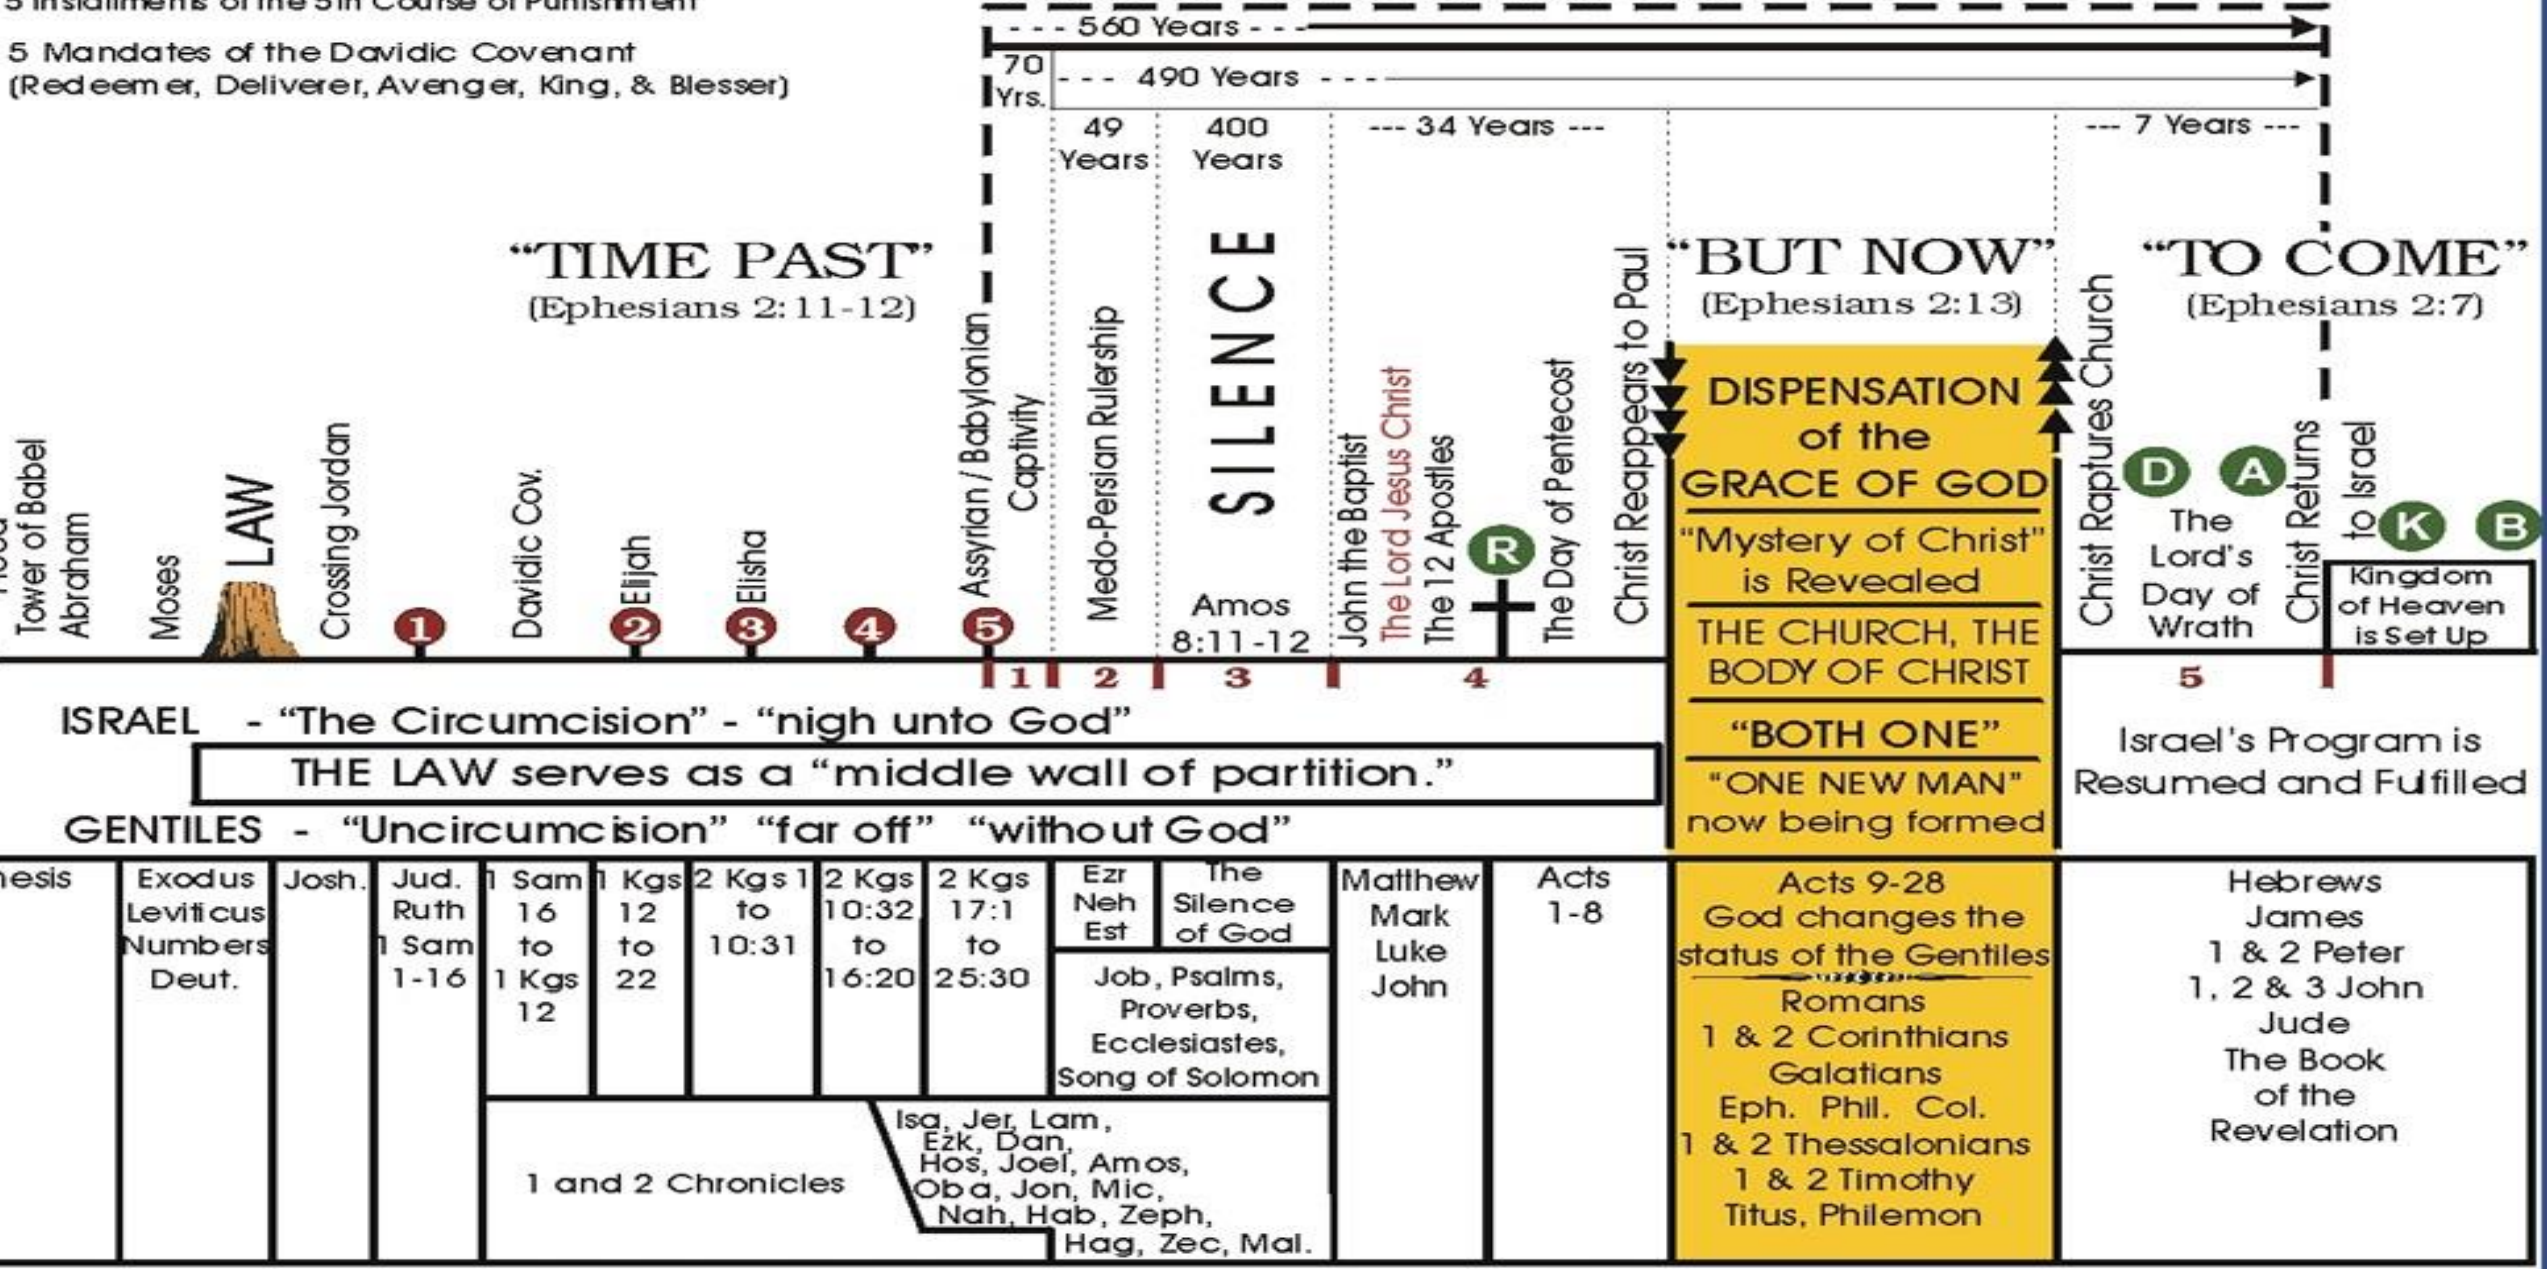 5 Installments of the 5th Course of Punishment
5 Mandates of the Davidic Covenant
(Redeemer, Deliverer, Avenger, King, & Blesser)
- - - 560 Years - - -
70
Yrs.
- - - 490 Years - - -
49
Years
400
Years
--- 34 Years ---
--- 7 Years ---
“TIME PAST”
(Ephesians 2:11-12)
“BUT NOW”
(Ephesians 2:13)
“TO COME”
(Ephesians 2:7)
Tower of Babel
Abraham
Moses
LAW
Crossing Jordan
1
Davidic Cov.
2
Elijah
3
Elisha
4
5
Assyrian / Babylonian
Captivity
Medo-Persian Rulership
SILENCE
Amos
8:11-12
John the Baptist
The Lord Jesus Christ
The 12 Apostles
R
The Day of Pentecost
Christ Reappears to Paul
DISPENSATION
of the
GRACE OF GOD
“Mystery of Christ”
is Revealed
THE CHURCH, THE
BODY OF CHRIST
“BOTH ONE”
“ONE NEW MAN”
now being formed
Christ Raptures Church
D
A
The
Lord's
Day of
Wrath
Christ Returns
to Israel
K
B
Kingdom
of Heaven
is Set Up
1
2
3
4
5
ISRAEL - “The Circumcision” - “nigh unto God”
THE LAW serves as a “middle wall of partition.”
GENTILES - “Uncircumcision” “far off” “without God”
Israel's Program is
Resumed and Fulfilled
nesis
Exodus
Leviticus
Numbers
Deut.
Josh.
Jud.
Ruth
1 Sam
1-16
1 Sam
16
to
1 Kgs
12
1 Kgs
12
to
22
2 Kgs 1
to
10:31
2 Kgs
10:32
to
16:20
2 Kgs
17:1
to
25:30
Ezr
Neh
Est
The
Silence
of God
Job, Psalms,
Proverbs,
Ecclesiastes,
Song of Solomon
1 and 2 Chronicles
Isa, Jer, Lam,
Ezk, Dan,
Hos, Joel, Amos,
Oba, Jon, Mic,
Nah, Hab, Zeph,
Hag, Zec, Mal.
Matthew
Mark
Luke
John
Acts
1-8
Acts 9-28
God changes the
status of the Gentiles
Romans
1 & 2 Corinthians
Galatians
Eph. Phil. Col.
1 & 2 Thessalonians
1 & 2 Timothy
Titus, Philemon
Hebrews
James
1 & 2 Peter
1, 2 & 3 John
Jude
The Book
of the
Revelation